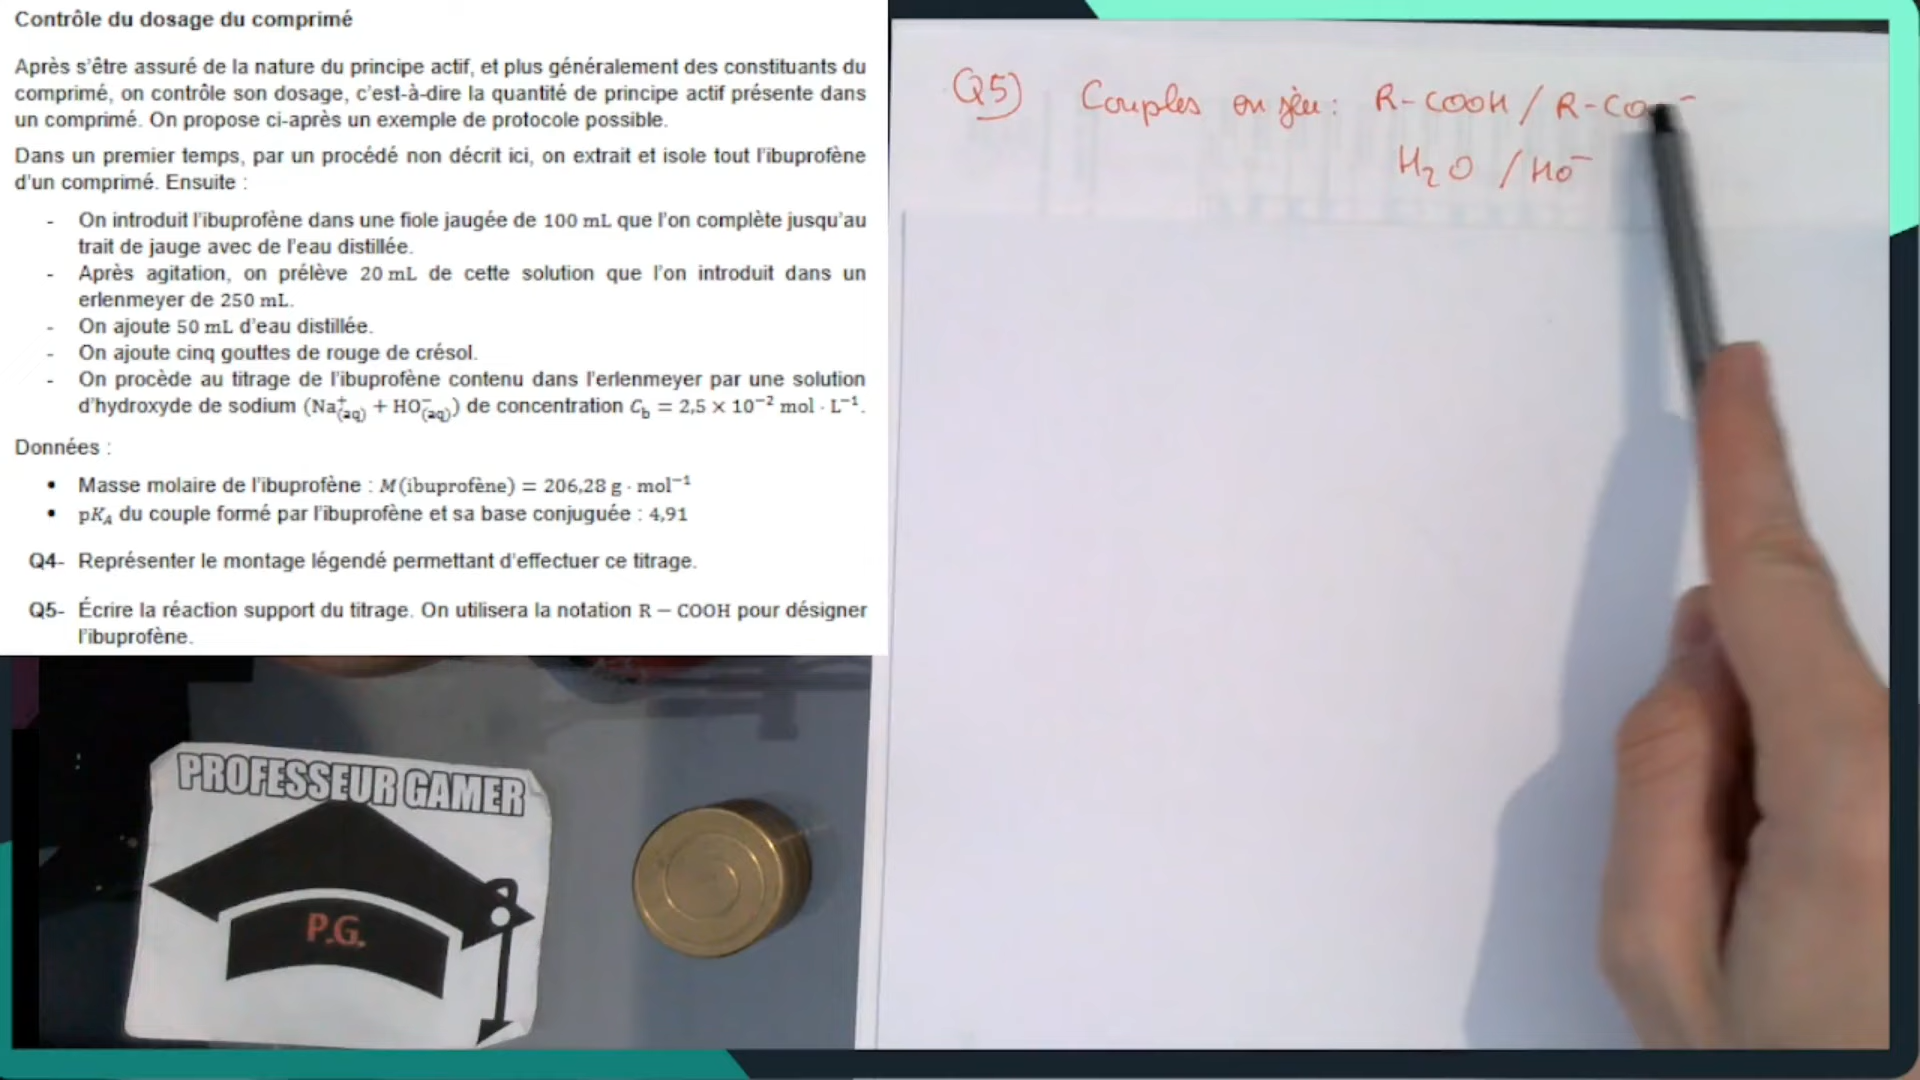 Contrôle du dosage du comprimé
Après s'être assuré de la nature du principe actif, et plus généralement des constituants du
comprimé, on contrôle son dosage, c'est-à-dire la quantité de principe actif présente dans
un comprimé. On propose ci-après un exemple de protocole possible.
Dans un premier temps, par un procédé non décrit ici, on extrait et isole tout l'ibuprofène
d'un comprimé. Ensuite :
- On introduit l'ibuprofène dans une fiole jaugée de 100 mL que l'on complète jusqu'au
trait de jauge avec de l'eau distillée.
- Après agitation, on prélève 20 mL de cette solution que l'on introduit dans un
erlenmeyer de 250 mL.
- On ajoute 50 mL d'eau distillée.
- On ajoute cinq gouttes de rouge de crésol.
- On procède au titrage de l'ibuprofène contenu dans l'erlenmeyer par une solution
d'hydroxyde de sodium (Na⁺(aq) + HO⁻(aq)) de concentration C_b = 2,5 × 10⁻² mol · L⁻¹.
Données :
• Masse molaire de l'ibuprofène : M(ibuprofène) = 206,28 g · mol⁻¹
• pK_A du couple formé par l'ibuprofène et sa base conjuguée : 4,91
Q4- Représenter le montage légendé permettant d'effectuer ce titrage.
Q5- Écrire la réaction support du titrage. On utilisera la notation R – COOH pour désigner
l'ibuprofène.
Q5) Couples en jeu : R-COOH / R-CO⁻
H₂O / HO⁻
PROFESSEUR GAMER
P.G.